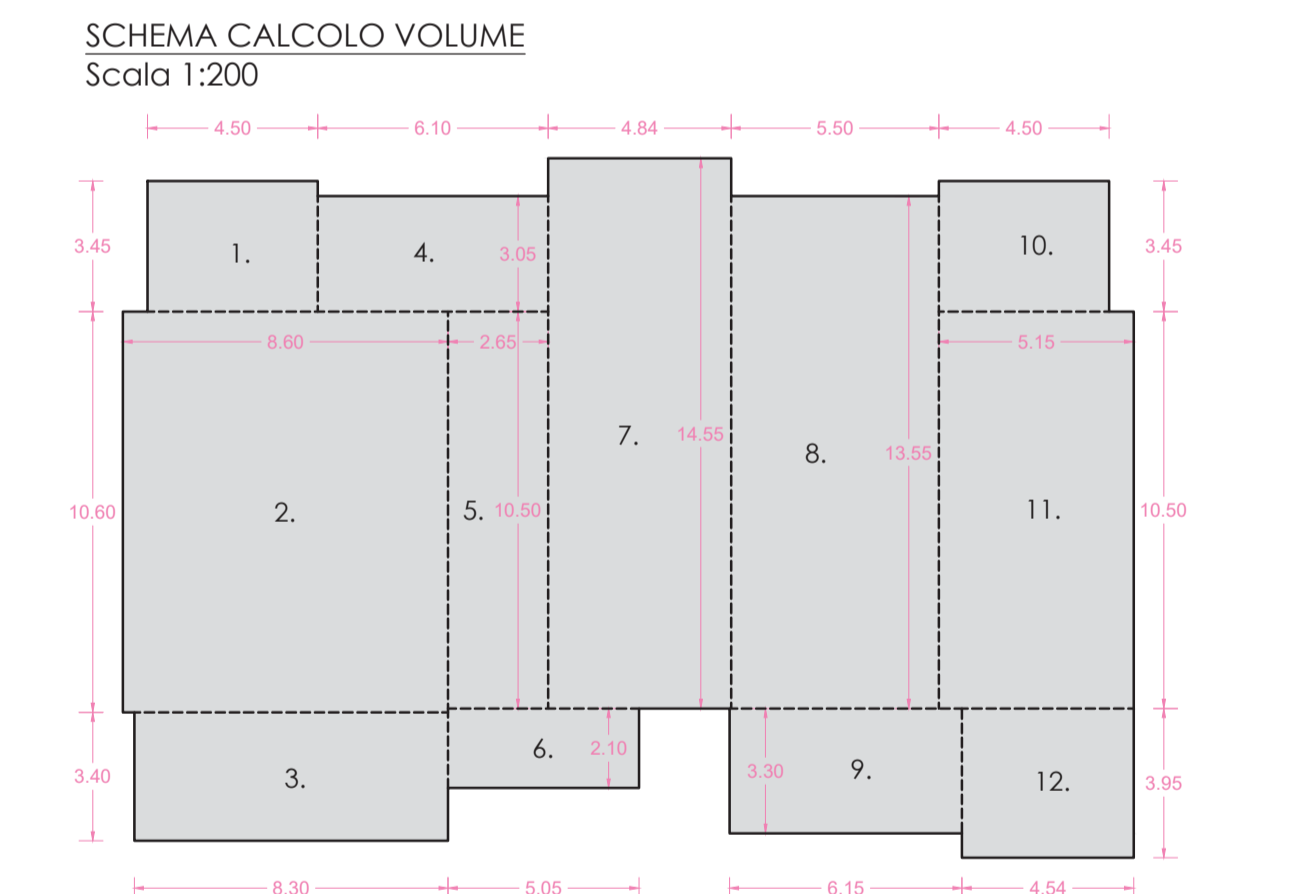 SCHEMA CALCOLO VOLUME
Scala 1:200
4.50 6.10 4.84 5.50 4.50
3.45 1. 4. 3.05 10. 3.45
8.60 2.65 5.15
7. 14.55 8. 13.55
10.60 2. 5. 10.50 11. 10.50
3.40 3. 6. 2.10 3.30 9. 12. 3.95
8.30 5.05 6.15 4.54